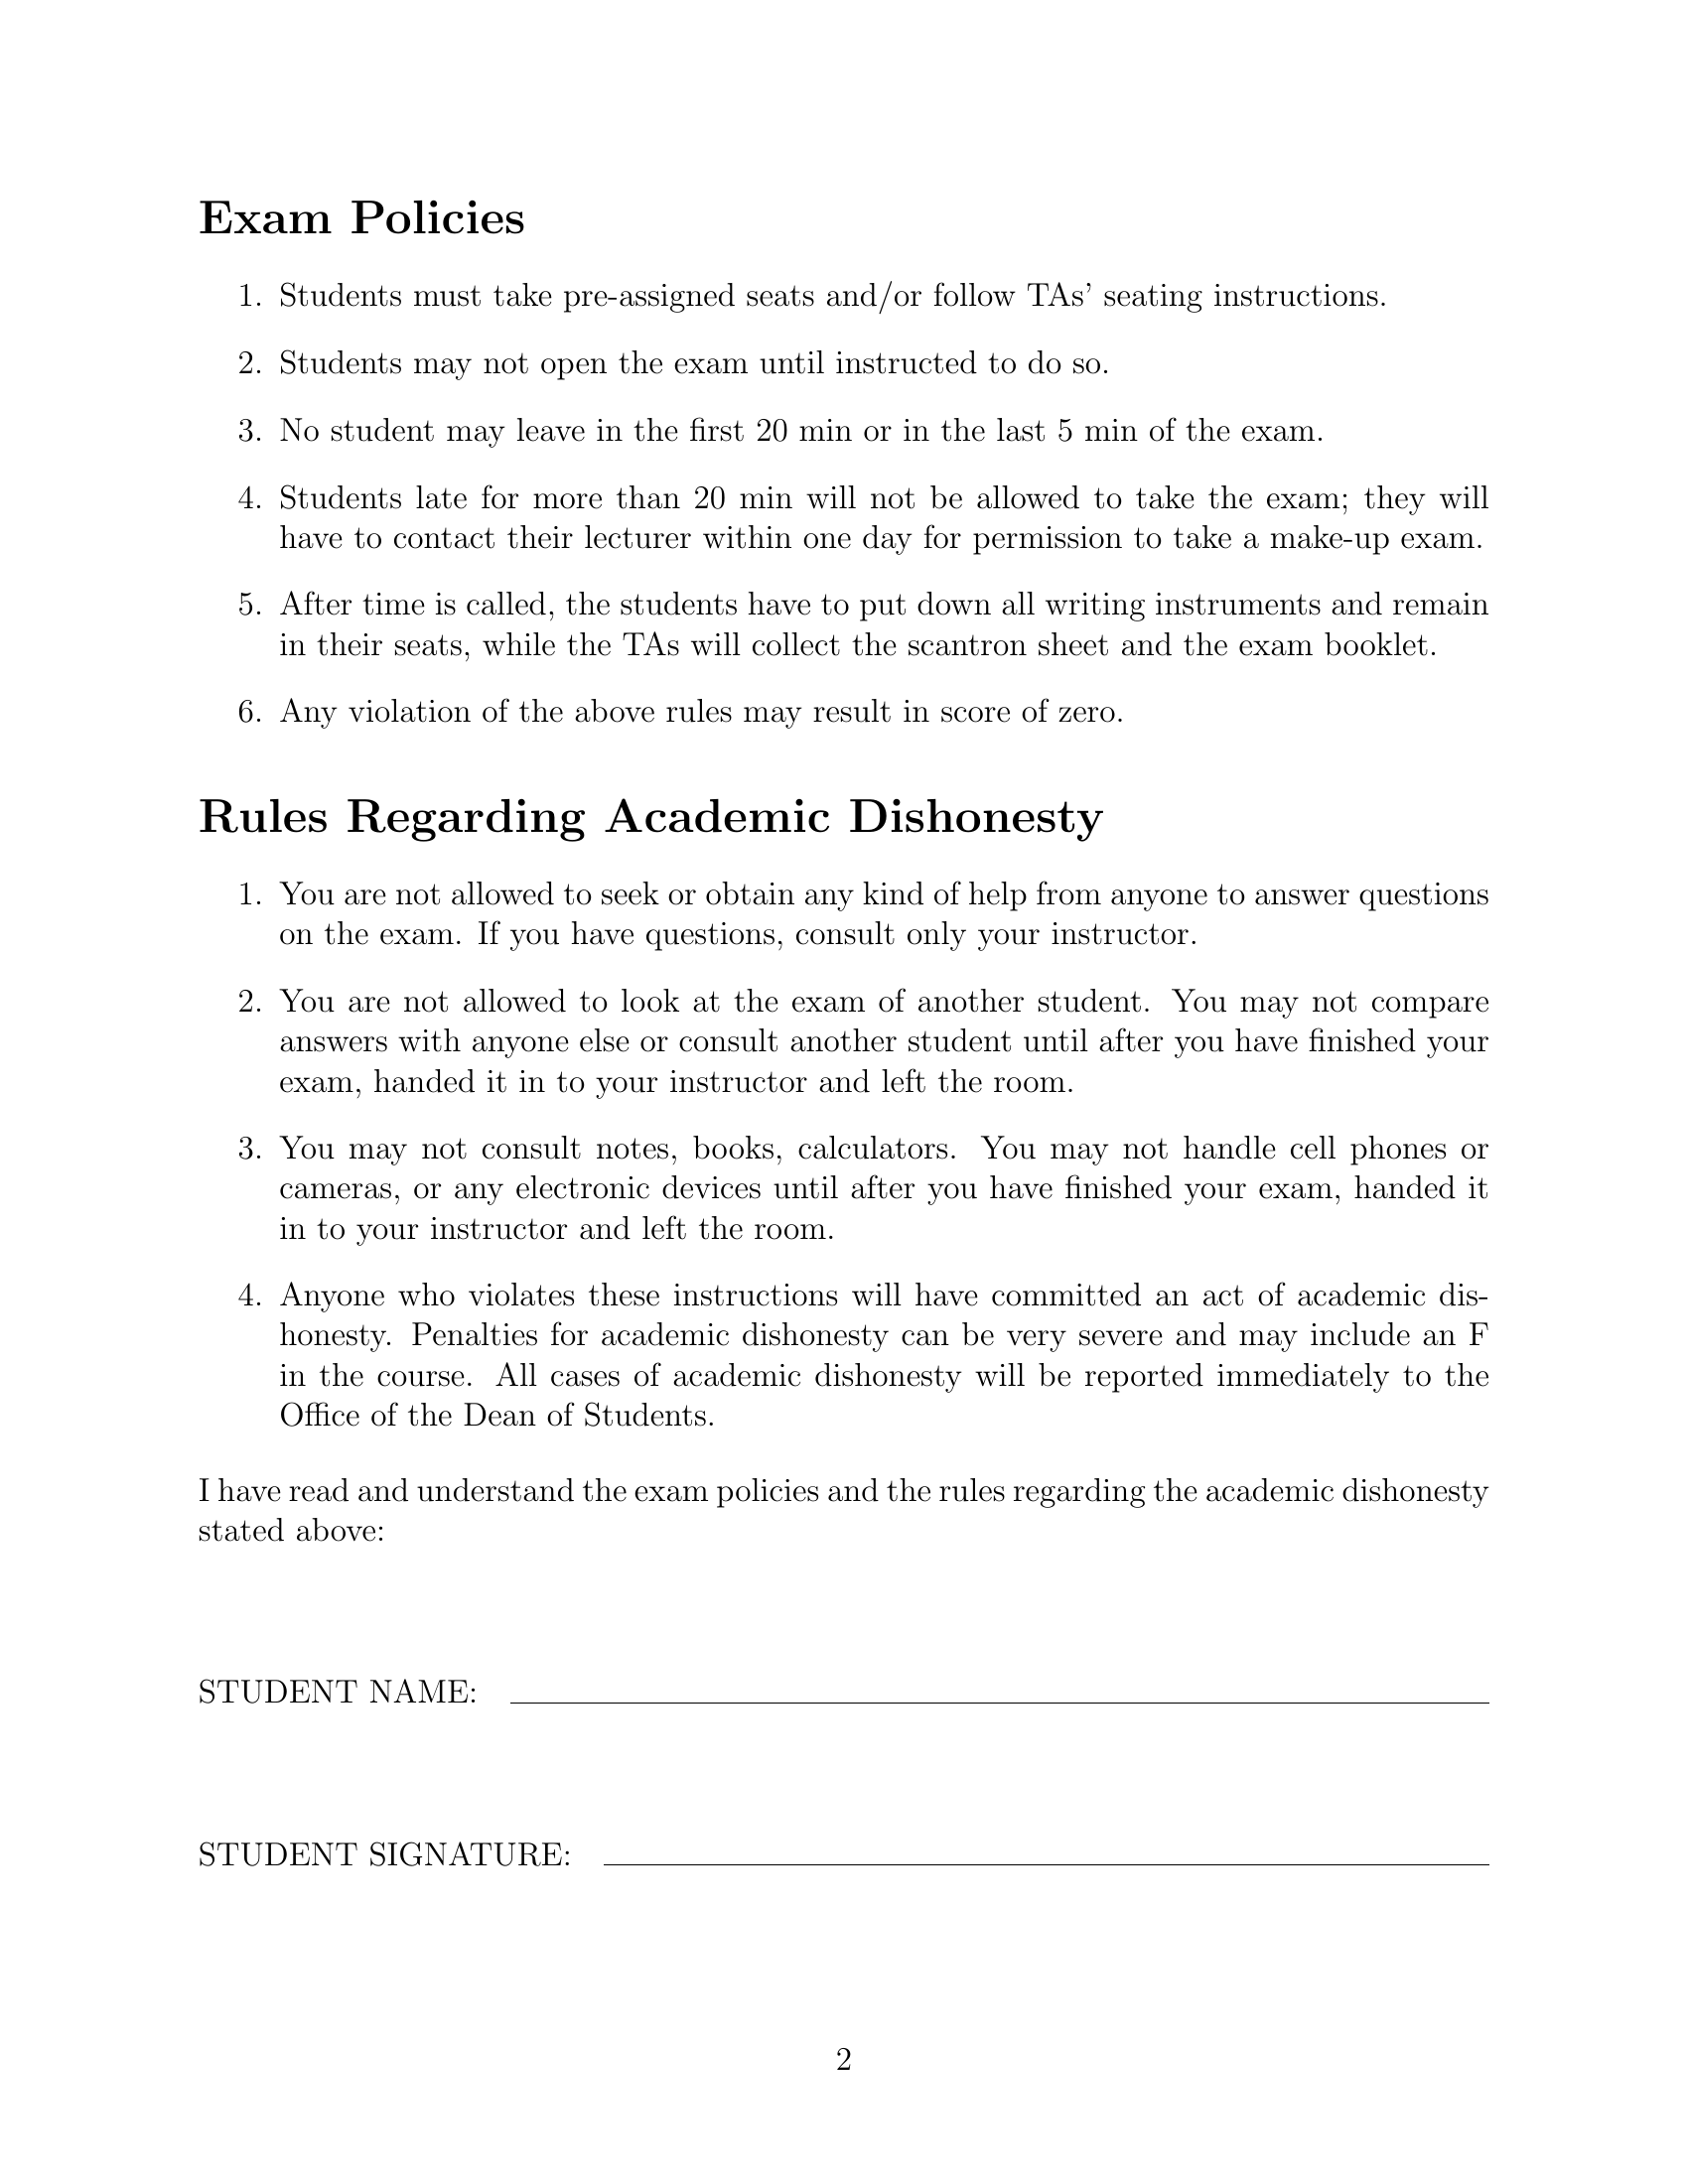 Exam Policies
1. Students must take pre-assigned seats and/or follow TAs’ seating instructions.
2. Students may not open the exam until instructed to do so.
3. No student may leave in the first 20 min or in the last 5 min of the exam.
4. Students late for more than 20 min will not be allowed to take the exam; they will
have to contact their lecturer within one day for permission to take a make-up exam.
5. After time is called, the students have to put down all writing instruments and remain
in their seats, while the TAs will collect the scantron sheet and the exam booklet.
6. Any violation of the above rules may result in score of zero.
Rules Regarding Academic Dishonesty
1. You are not allowed to seek or obtain any kind of help from anyone to answer questions
on the exam. If you have questions, consult only your instructor.
2. You are not allowed to look at the exam of another student. You may not compare
answers with anyone else or consult another student until after you have finished your
exam, handed it in to your instructor and left the room.
3. You may not consult notes, books, calculators. You may not handle cell phones or
cameras, or any electronic devices until after you have finished your exam, handed it
in to your instructor and left the room.
4. Anyone who violates these instructions will have committed an act of academic dis-
honesty. Penalties for academic dishonesty can be very severe and may include an F
in the course. All cases of academic dishonesty will be reported immediately to the
Office of the Dean of Students.
I have read and understand the exam policies and the rules regarding the academic dishonesty
stated above:
STUDENT NAME:
STUDENT SIGNATURE:
2